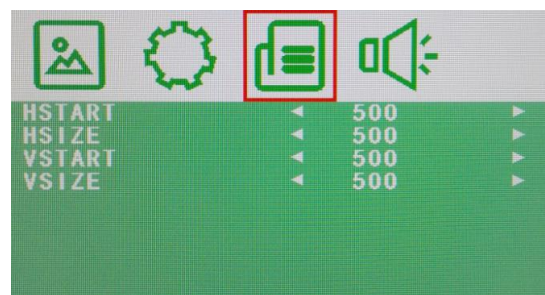 HSTART ◄ 500 ►
HSIZE ◄ 500 ►
VSTART ◄ 500 ►
VSIZE ◄ 500 ►